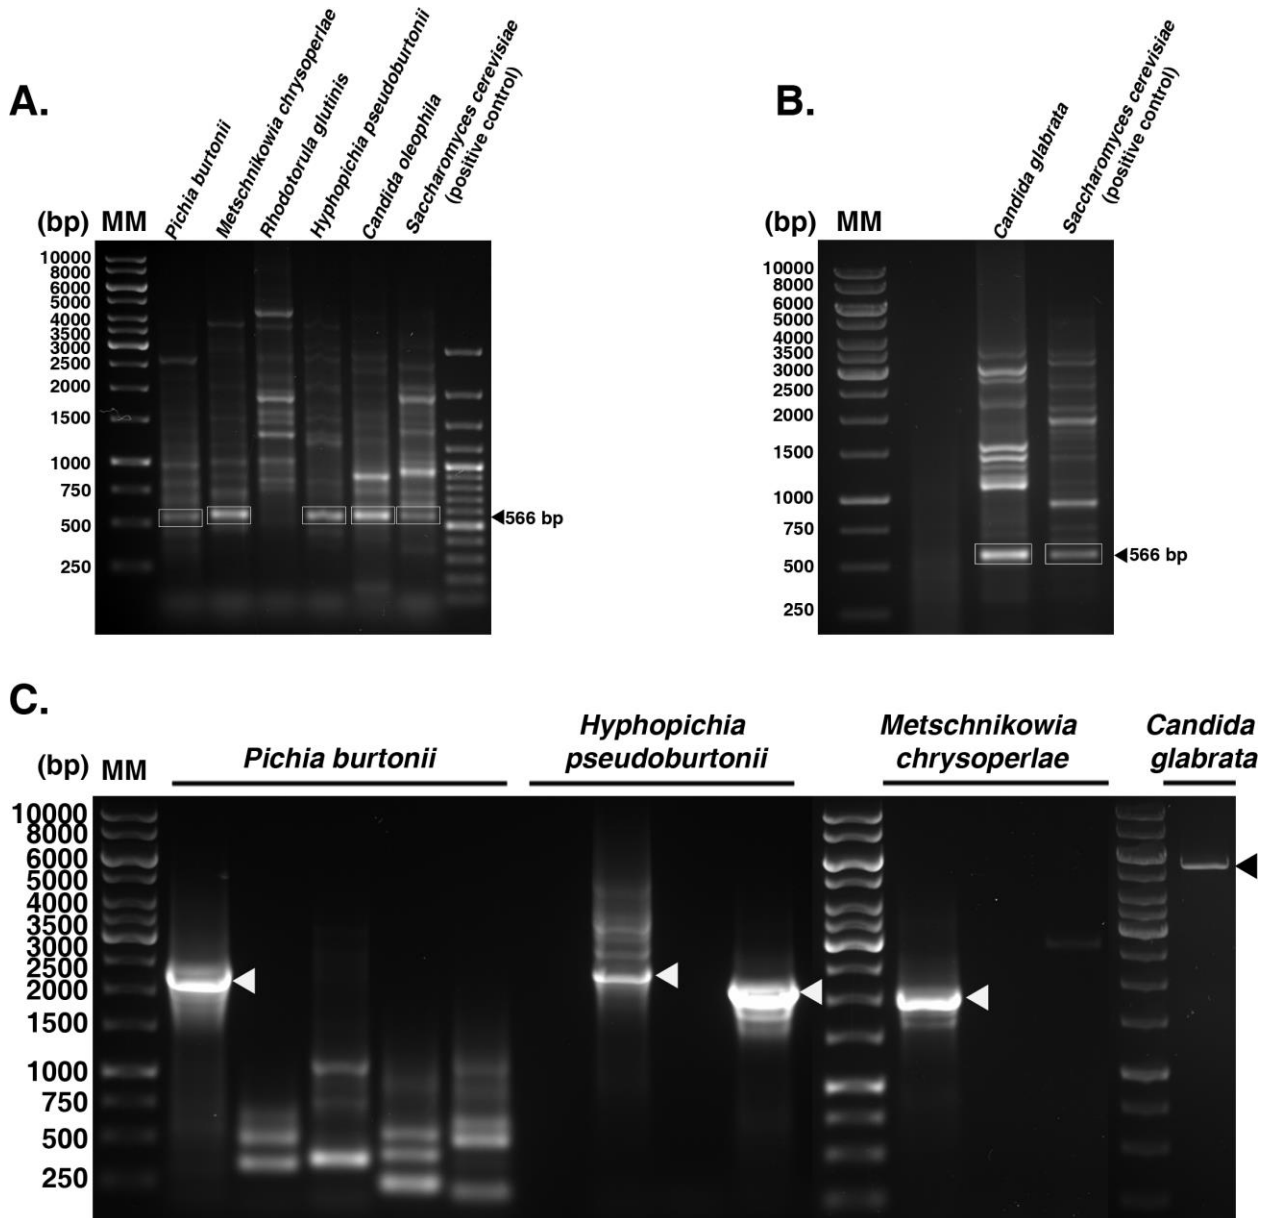 A.
Pichia burtonii
Metschnikowia chrysoperlae
Rhodotorula glutinis
Hyphopichia pseudoburtonii
Candida oleophila
Saccharomyces cerevisiae
(positive control)
(bp) MM
10000
8000
6000
5000
4000
3500
3000
2500
2000
1500
1000
750
500
250
566 bp
B.
Candida glabrata
Saccharomyces cerevisiae
(positive control)
(bp) MM
10000
8000
6000
5000
4000
3500
3000
2500
2000
1500
1000
750
500
250
566 bp
C.
(bp) MM
Pichia burtonii
Hyphopichia
pseudoburtonii
Metschnikowia
chrysoperlae
Candida
glabrata
10000
8000
6000
5000
4000
3500
3000
2500
2000
1500
1000
750
500
250